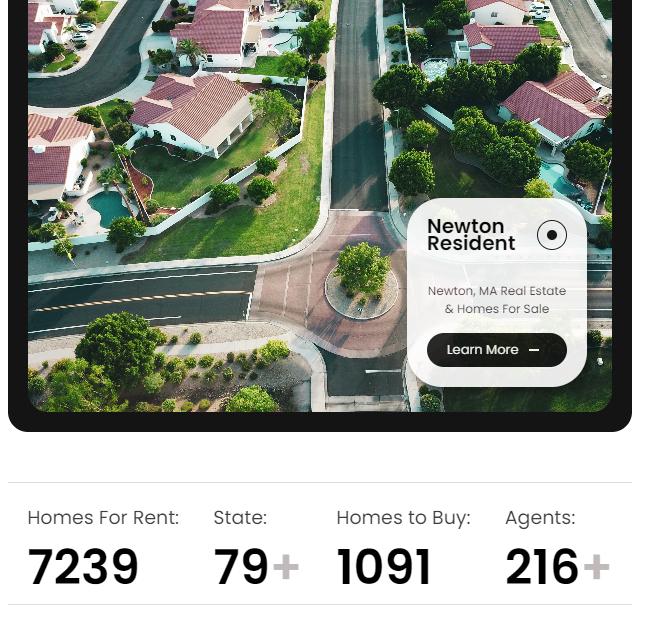 Newton
Resident
Newton, MA Real Estate
& Homes For Sale
Learn More
Homes For Rent: State: Homes to Buy: Agents:
7239 79+ 1091 216+